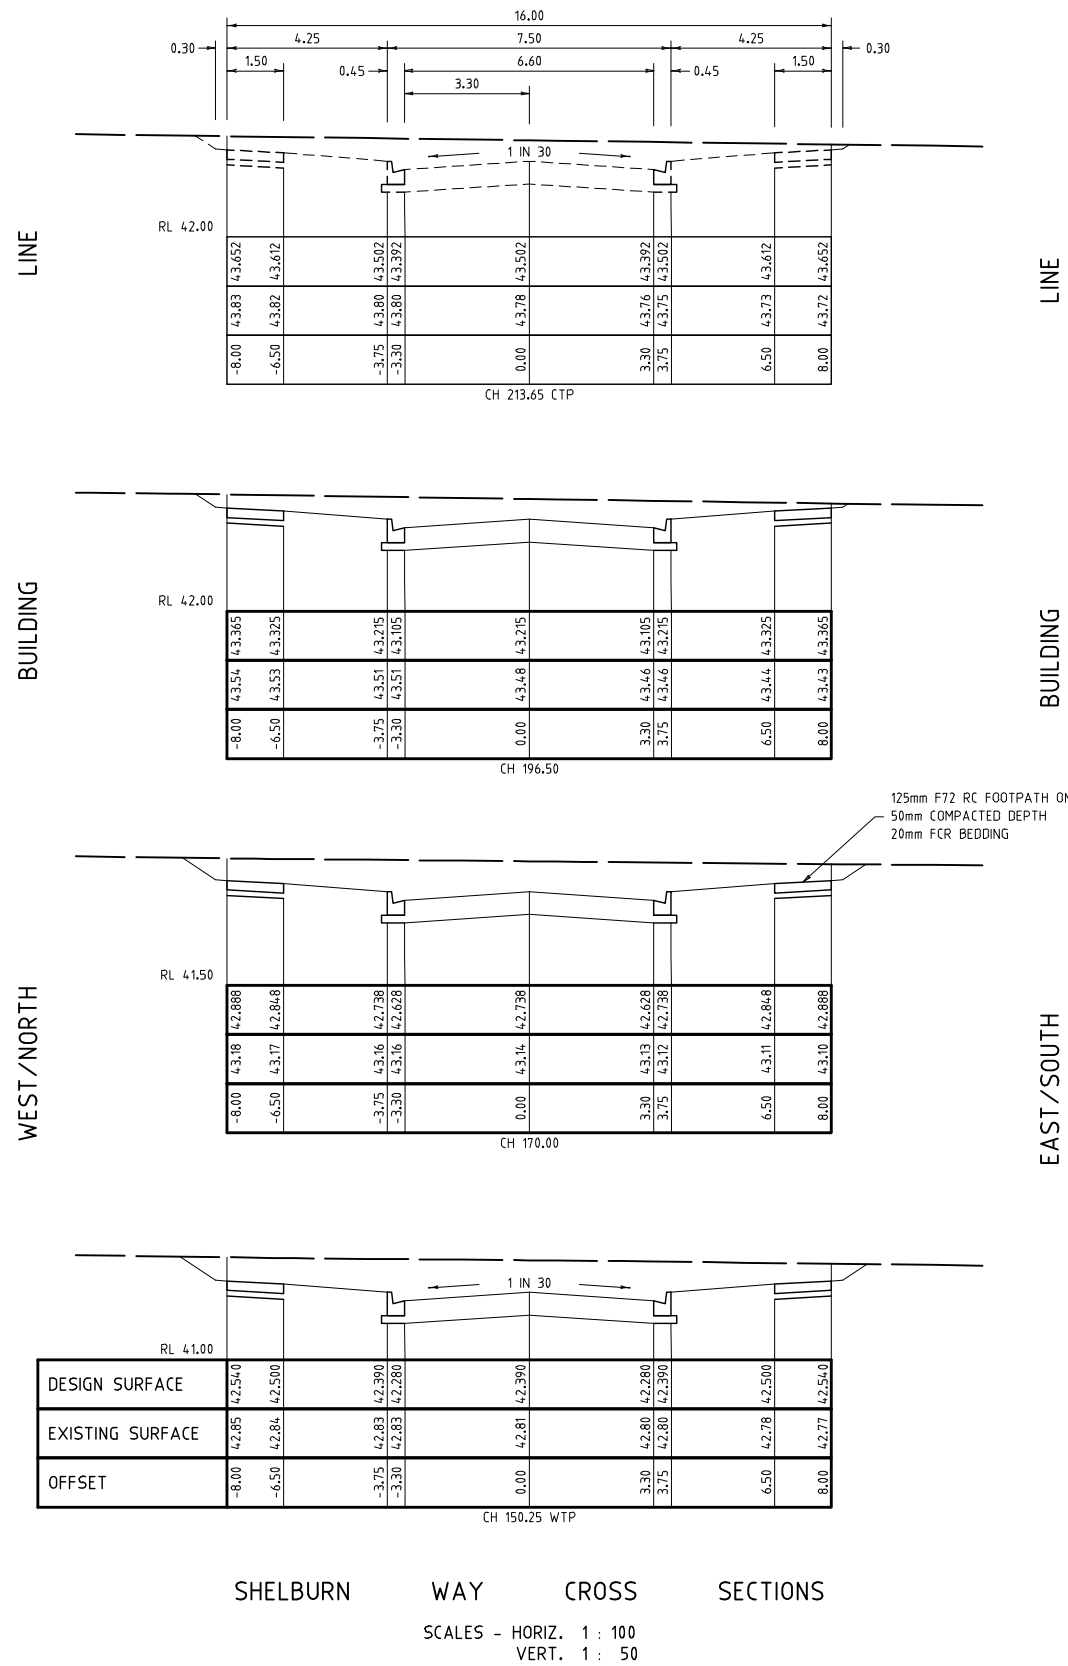 16.00
4.25 7.50 4.25
0.30 0.30
1.50 0.45 6.60 0.45 1.50
3.30
1 IN 30
RL 42.00
LINE
LINE
43.652 43.612 43.502 43.392 43.502 43.392 43.502 43.612 43.652
43.83 43.82 43.80 43.80 43.78 43.76 43.75 43.73 43.72
-8.00 -6.50 -3.75 -3.30 0.00 3.30 3.75 6.50 8.00
CH 213.65 CTP
RL 42.00
BUILDING
BUILDING
43.365 43.325 43.215 43.105 43.215 43.105 43.215 43.325 43.365
43.54 43.53 43.51 43.51 43.48 43.46 43.46 43.44 43.43
-8.00 -6.50 -3.75 -3.30 0.00 3.30 3.75 6.50 8.00
CH 196.50
125mm F72 RC FOOTPATH ON
50mm COMPACTED DEPTH
20mm FCR BEDDING
RL 41.50
WEST/NORTH
EAST/SOUTH
42.888 42.848 42.738 42.628 42.738 42.628 42.738 42.848 42.888
43.18 43.17 43.16 43.16 43.14 43.13 43.12 43.11 43.10
-8.00 -6.50 -3.75 -3.30 0.00 3.30 3.75 6.50 8.00
CH 170.00
1 IN 30
RL 41.00
DESIGN SURFACE 42.540 42.500 42.390 42.280 42.390 42.280 42.390 42.500 42.540
EXISTING SURFACE 42.85 42.84 42.83 42.83 42.81 42.80 42.80 42.78 42.77
OFFSET -8.00 -6.50 -3.75 -3.30 0.00 3.30 3.75 6.50 8.00
CH 150.25 WTP
SHELBURN WAY CROSS SECTIONS
SCALES - HORIZ. 1 : 100
VERT. 1 : 50